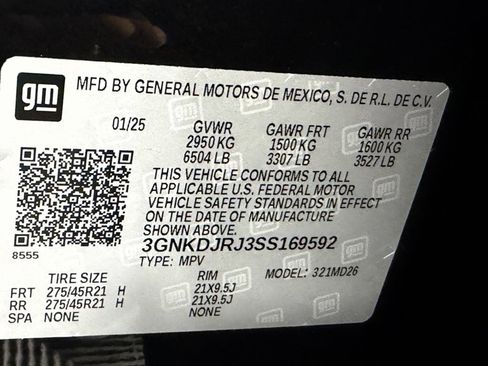 gm
MFD BY GENERAL MOTORS DE MEXICO, S. DE R.L. DE C.V.
01/25 GVWR GAWR FRT GAWR RR
2950 KG 1500 KG 1600 KG
6504 LB 3307 LB 3527 LB
THIS VEHICLE CONFORMS TO ALL
APPLICABLE U.S. FEDERAL MOTOR
VEHICLE SAFETY STANDARDS IN EFFECT
ON THE DATE OF MANUFACTURE
SHOWN ABOVE.
3GNKDJRJ3SS169592
8555
TYPE: MPV MODEL: 321MD26
TIRE SIZE RIM
FRT 275/45R21 H 21X9.5J
RR 275/45R21 H 21X9.5J
SPA NONE NONE